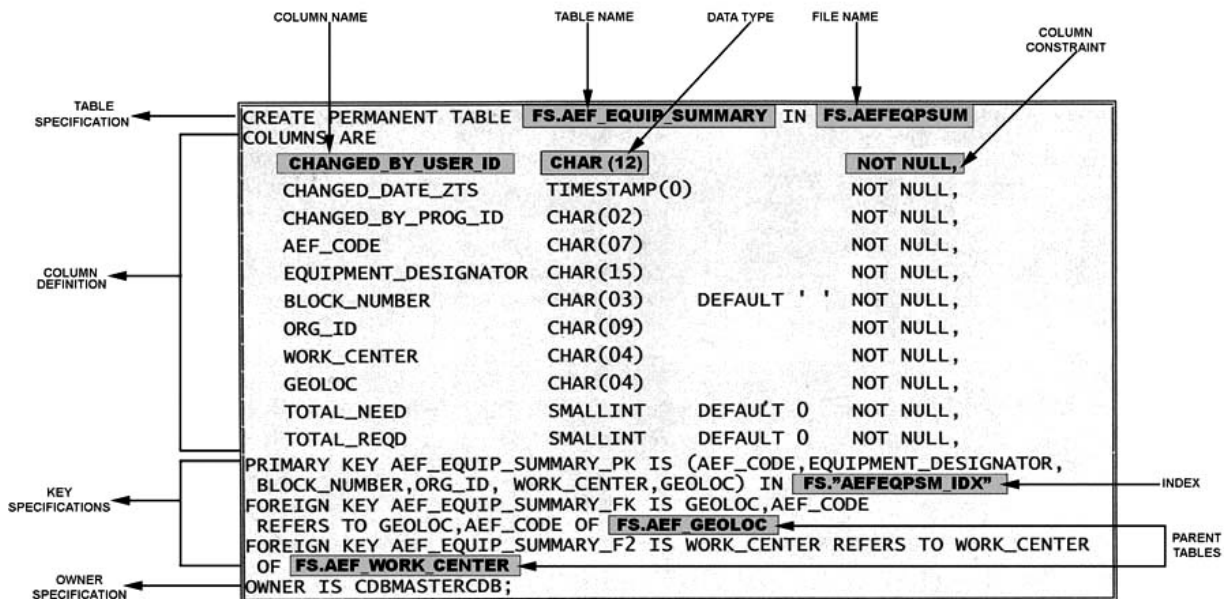 COLUMN NAME
TABLE NAME
DATA TYPE
FILE NAME
COLUMN
CONSTRAINT
TABLE
SPECIFICATION
CREATE PERMANENT TABLE FS.AEF_EQUIP_SUMMARY IN FS.AEFEQPSUM
COLUMNS ARE
CHANGED_BY_USER_ID CHAR (12) NOT NULL,
CHANGED_DATE_ZTS TIMESTAMP(0) NOT NULL,
CHANGED_BY_PROG_ID CHAR(02) NOT NULL,
AEF_CODE CHAR(07) NOT NULL,
EQUIPMENT_DESIGNATOR CHAR(15) NOT NULL,
BLOCK_NUMBER CHAR(03) DEFAULT ' ' NOT NULL,
ORG_ID CHAR(09) NOT NULL,
WORK_CENTER CHAR(04) NOT NULL,
GEOLOC CHAR(04) NOT NULL,
TOTAL_NEED SMALLINT DEFAULT 0 NOT NULL,
TOTAL_REQD SMALLINT DEFAULT 0 NOT NULL,
COLUMN
DEFINITION
PRIMARY KEY AEF_EQUIP_SUMMARY_PK IS (AEF_CODE,EQUIPMENT_DESIGNATOR,
BLOCK_NUMBER,ORG_ID, WORK_CENTER,GEOLOC) IN FS."AEFEQPSM_IDX"
FOREIGN KEY AEF_EQUIP_SUMMARY_FK IS GEOLOC,AEF_CODE
REFERS TO GEOLOC,AEF_CODE OF FS.AEF_GEOLOC
FOREIGN KEY AEF_EQUIP_SUMMARY_F2 IS WORK_CENTER REFERS TO WORK_CENTER
OF FS.AEF_WORK_CENTER
OWNER IS CDBMASTERCDB;
KEY
SPECIFICATIONS
INDEX
PARENT
TABLES
OWNER
SPECIFICATION